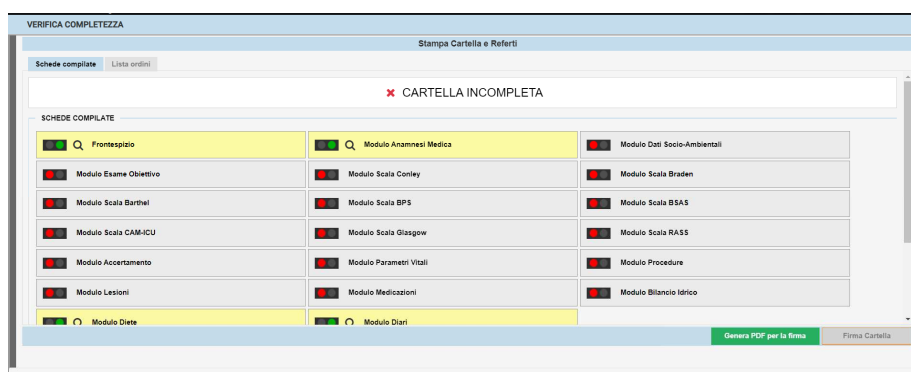 VERIFICA COMPLETEZZA
Stampa Cartella e Referti
Schede compilate Lista ordini
CARTELLA INCOMPLETA
SCHEDE COMPILATE
Frontespizio Modulo Anamnesi Medica Modulo Dati Socio-Ambientali
Modulo Esame Obiettivo Modulo Scala Conley Modulo Scala Braden
Modulo Scala Barthel Modulo Scala BPS Modulo Scala BSAS
Modulo Scala CAM-ICU Modulo Scala Glasgow Modulo Scala RASS
Modulo Accertamento Modulo Parametri Vitali Modulo Procedure
Modulo Lesioni Modulo Medicazioni Modulo Bilancio Idrico
Modulo Diete Modulo Diari
Genera PDF per la firma Firma Cartella